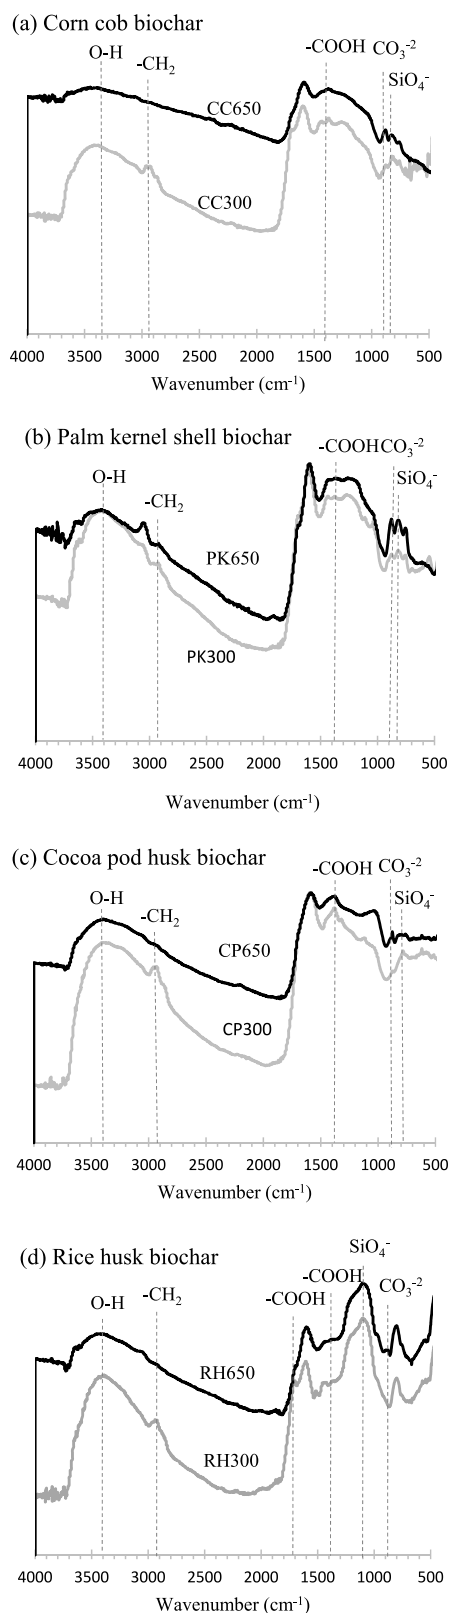 (a) Corn cob biochar
O-H
-CH₂
-COOH
CO₃⁻²
SiO₄⁻
CC650
CC300
4000 3500 3000 2500 2000 1500 1000 500
Wavenumber (cm⁻¹)
(b) Palm kernel shell biochar
O-H
-CH₂
-COOH
CO₃⁻²
SiO₄⁻
PK650
PK300
4000 3500 3000 2500 2000 1500 1000 500
Wavenumber (cm⁻¹)
(c) Cocoa pod husk biochar
O-H
-CH₂
-COOH
CO₃⁻²
SiO₄⁻
CP650
CP300
4000 3500 3000 2500 2000 1500 1000 500
Wavenumber (cm⁻¹)
(d) Rice husk biochar
O-H
-CH₂
-COOH
-COOH
SiO₄⁻
CO₃⁻²
RH650
RH300
4000 3500 3000 2500 2000 1500 1000 500
Wavenumber (cm⁻¹)